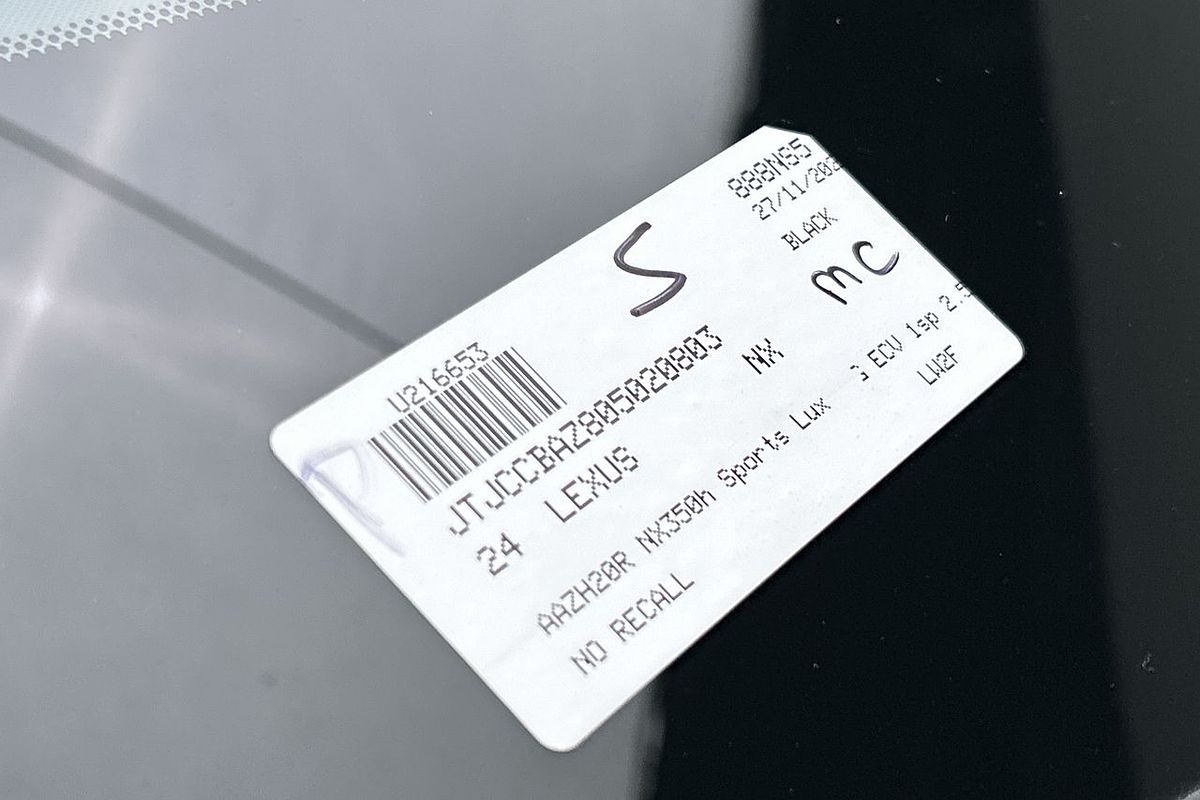 888NS5
27/11/202
BLACK
S
mc
U216653
JTJCCBAZ805020803
24 LEXUS NX
AAZH20R NX350h Sports Lux ECV 1sp 2.5
NO RECALL LW2F